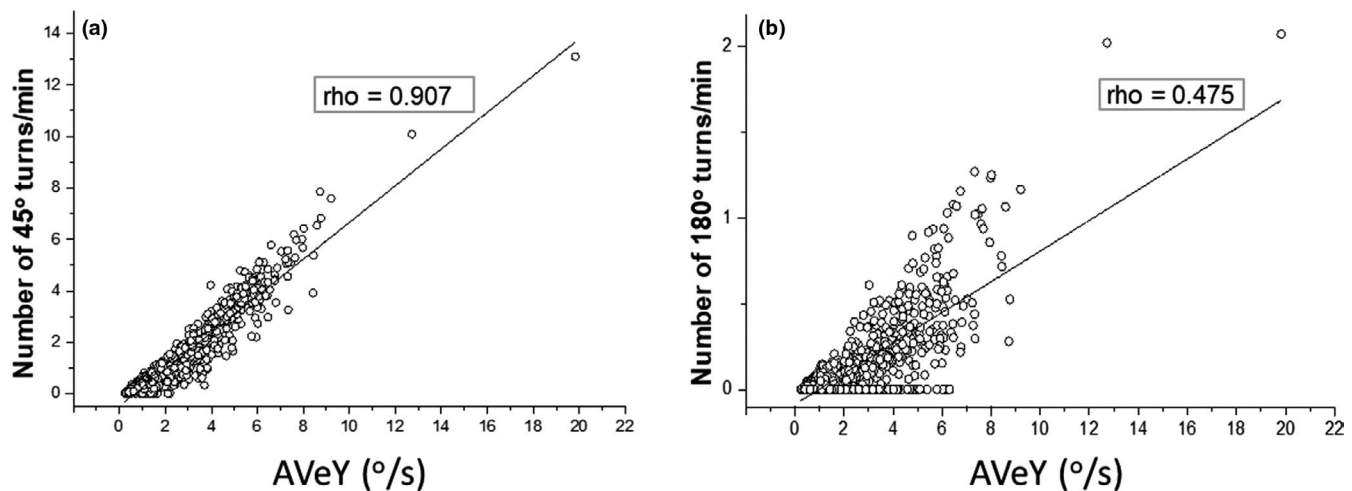 (a)
Number of 45° turns/min
14
12
10
8
6
4
2
0
rho = 0.907
0 2 4 6 8 10 12 14 16 18 20 22
AVeY (°/s)
(b)
Number of 180° turns/min
2
1
0
rho = 0.475
0 2 4 6 8 10 12 14 16 18 20 22
AVeY (°/s)